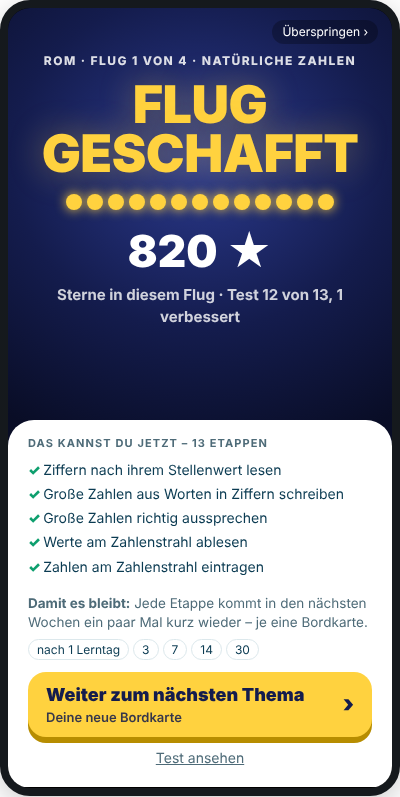 Überspringen ›
ROM · FLUG 1 VON 4 · NATÜRLICHE ZAHLEN
FLUG
GESCHAFFT
820 ★
Sterne in diesem Flug · Test 12 von 13, 1
verbessert
DAS KANNST DU JETZT – 13 ETAPPEN
✓ Ziffern nach ihrem Stellenwert lesen
✓ Große Zahlen aus Worten in Ziffern schreiben
✓ Große Zahlen richtig aussprechen
✓ Werte am Zahlenstrahl ablesen
✓ Zahlen am Zahlenstrahl eintragen
Damit es bleibt: Jede Etappe kommt in den nächsten
Wochen ein paar Mal kurz wieder – je eine Bordkarte.
nach 1 Lerntag 3 7 14 30
Weiter zum nächsten Thema ›
Deine neue Bordkarte
Test ansehen